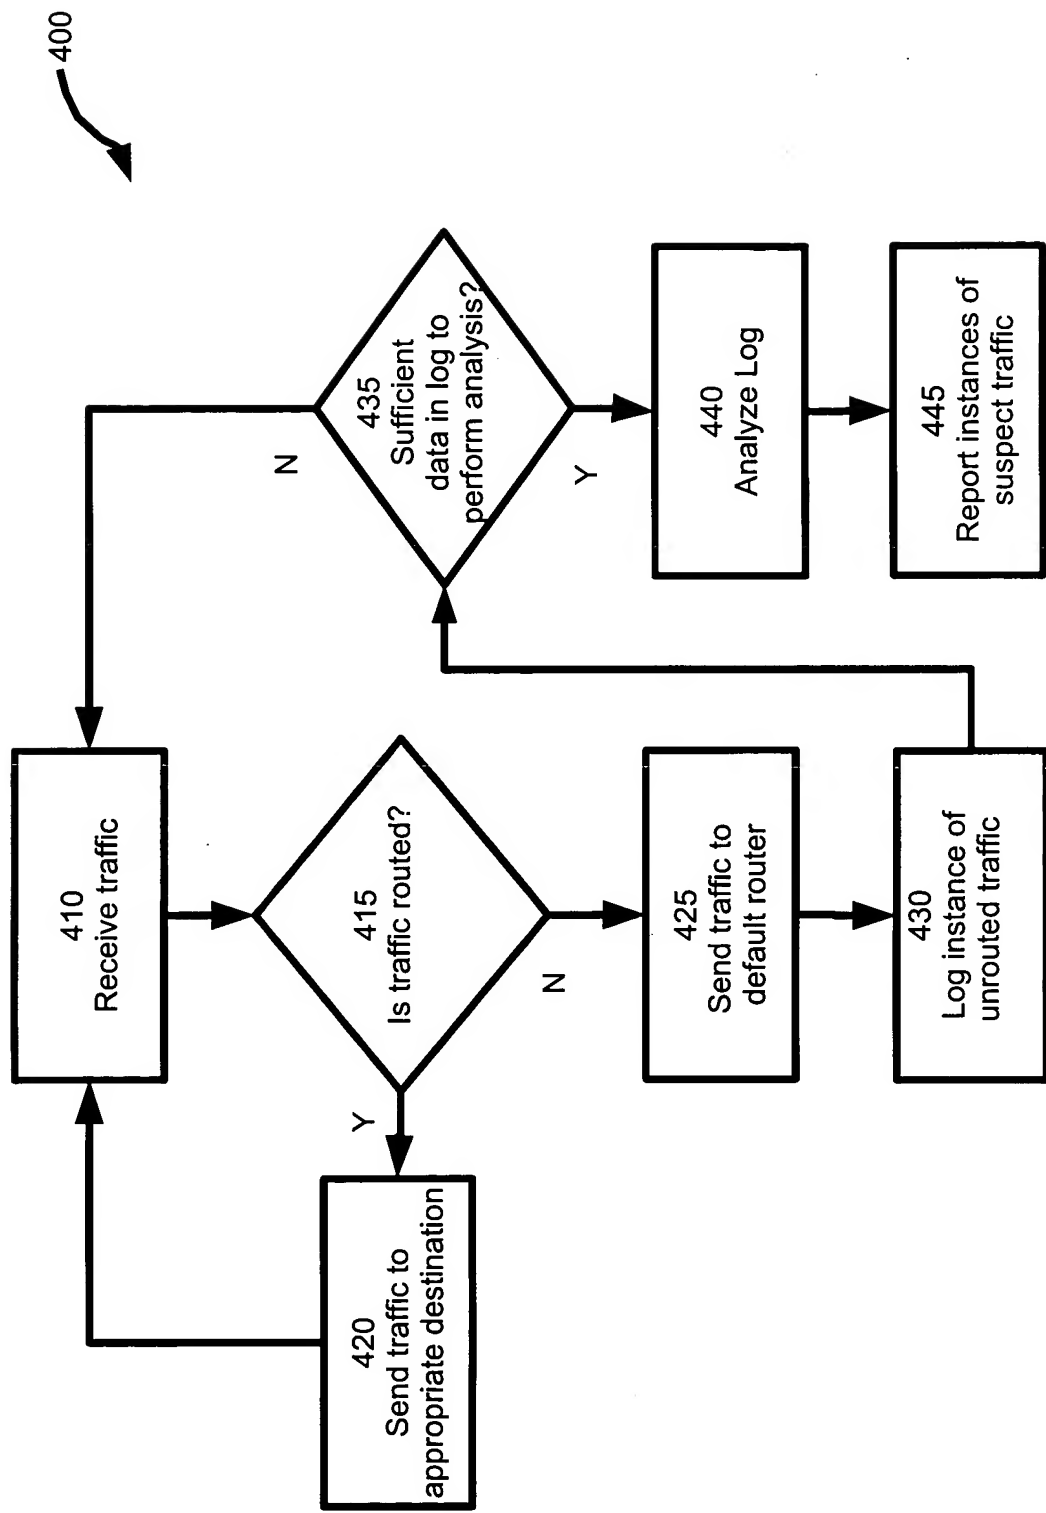 400
410
Receive traffic
415
Is traffic routed?
Y
N
420
Send traffic to
appropriate destination
425
Send traffic to
default router
430
Log instance of
unrouted traffic
435
Sufficient
data in log to
perform analysis?
N
Y
440
Analyze Log
445
Report instances of
suspect traffic